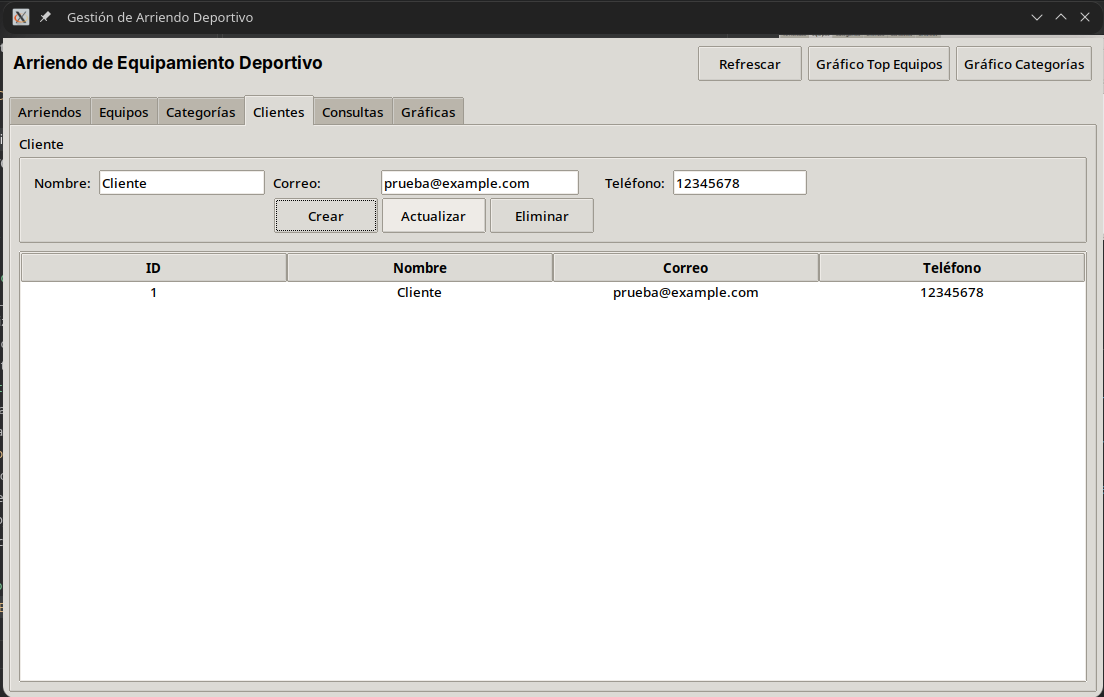 Gestión de Arriendo Deportivo
Arriendo de Equipamiento Deportivo
Refrescar
Gráfico Top Equipos
Gráfico Categorías
Arriendos Equipos Categorías Clientes Consultas Gráficas
Cliente
Nombre: Cliente Correo: prueba@example.com Teléfono: 12345678
Crear Actualizar Eliminar
ID Nombre Correo Teléfono
1 Cliente prueba@example.com 12345678